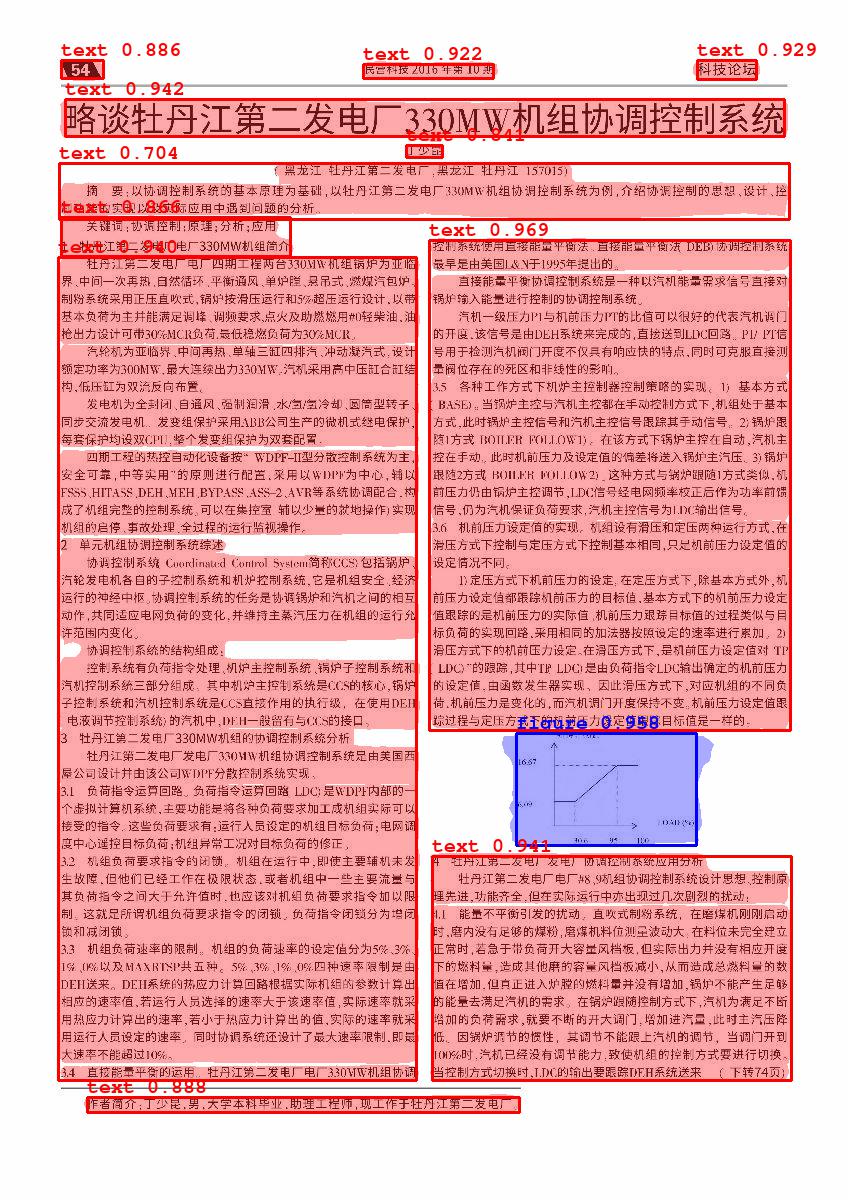 text 0.886
text 0.922
text 0.929
54
民营科技2016年第10期
科技论坛
text 0.942
略谈牡丹江第二发电厂330MW机组协调控制系统
text 0.841
丁少昆
text 0.704
(黑龙江 牡丹江第二发电厂,黑龙江 牡丹江 157015)
摘 要:以协调控制系统的基本原理为基础,以牡丹江第二发电厂330MW机组协调控制系统为例,介绍协调控制的思想、设计、控
的实现以 应用中遇到问题的分析。
text 0.866
关键词:协调控制;原理;分析;应用
牡丹江第二发电厂330MW机组简介
text 0.940
牡丹江第二发电厂电厂四期工程两台330MW机组锅炉为亚临
界、中间一次再热、自然循环、平衡通风、单炉膛、悬吊式、燃煤汽包炉。
制粉系统采用正压直吹式,锅炉按滑压运行和5%超压运行设计,以带
基本负荷为主并能满足调峰、调频要求,点火及助燃燃用#0轻柴油,油
枪出力设计可带30%MCR负荷,最低稳燃负荷为30%MCR。
汽轮机为亚临界、中间再热、单轴三缸四排汽、冲动凝汽式,设计
额定功率为300MW,最大连续出力330MW,汽机采用高中压缸合缸结
构,低压缸为双流反向布置。
发电机为全封闭、自通风、强制润滑、水/氢/氢冷却、圆筒型转子、
同步交流发电机。发变组保护采用ABB公司生产的微机式继电保护,
每套保护均设双CPU,整个发变组保护为双套配置。
四期工程的热控自动化设备按“WDPF-II型分散控制系统为主,
安全可靠,中等实用”的原则进行配置,采用以WDPF为中心,辅以
FSSS、HITASS、DEH、MEH、BYPASS、ASS-2、AVR等系统协调配合,构
成了机组完整的控制系统,可以在集控室(辅以少量的就地操作)实现
机组的启停、事故处理、全过程的运行监视操作。
2 单元机组协调控制系统综述
协调控制系统(Coordinated Control System简称CCS)包括锅炉、
汽轮发电机各自的子控制系统和机炉控制系统,它是机组安全、经济
运行的神经中枢。协调控制系统的任务是协调锅炉和汽机之间的相互
动作,共同适应电网负荷的变化,并维持主蒸汽压力在机组的运行允
许范围内变化。
协调控制系统的结构组成:
控制系统有负荷指令处理、机炉主控制系统、锅炉子控制系统和
汽机控制系统三部分组成。其中机炉主控制系统是CCS的核心,锅炉
子控制系统和汽机控制系统是CCS直接作用的执行级。在使用DEH
(电液调节控制系统)的汽机中,DEH一般留有与CCS的接口。
3 牡丹江第二发电厂330MW机组的协调控制系统分析
牡丹江第二发电厂发电厂330MW机组协调控制系统是由美国西
屋公司设计并由该公司WDPF分散控制系统实现。
3.1 负荷指令运算回路。负荷指令运算回路(LDC)是WDPF内部的一
个虚拟计算机系统,主要功能是将各种负荷要求加工成机组实际可以
接受的指令。这些负荷要求有:运行人员设定的机组目标负荷;电网调
度中心遥控目标负荷;机组异常工况对目标负荷的修正。
3.2 机组负荷要求指令的闭锁。机组在运行中,即使主要辅机未发
生故障,但他们已经工作在极限状态,或者机组中一些主要流量与
其负荷指令之间大于允许值时,也应该对机组负荷要求指令加以限
制。这就是所谓机组负荷要求指令的闭锁。负荷指令闭锁分为增闭
锁和减闭锁。
3.3 机组负荷速率的限制。机组的负荷速率的设定值分为5%、3%、
1%、0%以及MAXRTSP共五种。5%、3%、1%、0%四种速率限制是由
DEH送来。DEH系统的热应力计算回路根据实际机组的参数计算出
相应的速率值,若运行人员选择的速率大于该速率值,实际速率就采
用热应力计算出的速率,若小于热应力计算出的值,实际的速率就采
用运行人员设定的速率。同时协调系统还设计了最大速率限制,即最
大速率不能超过10%。
3.4 直接能量平衡的运用。牡丹江第二发电厂电厂330MW机组协调
text 0.969
控制系统使用直接能量平衡法、直接能量平衡法(DEB)协调控制系统
最早是由美国L&N于1995年提出的。
直接能量平衡协调控制系统是一种以汽机能量需求信号直接对
锅炉输入能量进行控制的协调控制系统。
汽机一级压力P1与机前压力PT的比值可以很好的代表汽机调门
的开度,该信号是由DEH系统来完成的,直接送到LDC回路。P1/PT信
号用于检测汽机阀门开度不仅具有响应快的特点,同时可克服直接测
量阀位存在的死区和非线性的影响。
3.5 各种工作方式下机炉主控制器控制策略的实现。1)基本方式
(BASE)。当锅炉主控与汽机主控都在手动控制方式下,机组处于基本
方式,此时锅炉主控信号和汽机主控信号跟踪其手动信号。2)锅炉跟
随1方式(BOILER FOLLOW1)。在该方式下锅炉主控在自动,汽机主
控在手动。此时机前压力及设定值的偏差将送入锅炉主汽压。3)锅炉
跟随2方式(BOILER FOLLOW2)。这种方式与锅炉跟随1方式类似,机
前压力仍由锅炉主控调节,LDC信号经电网频率校正后作为功率前馈
信号,仍为汽机保证负荷要求,汽机主控信号为LDC输出信号。
3.6 机前压力设定值的实现。机组设有滑压和定压两种运行方式,在
滑压方式下控制与定压方式下控制基本相同,只是机前压力设定值的
设定情况不同。
1)定压方式下机前压力的设定。在定压方式下,除基本方式外,机
前压力设定值都跟踪机前压力的目标值,基本方式下的机前压力设定
值跟踪的是机前压力的实际值,机前压力跟踪目标值的过程类似与目
标负荷的实现回路,采用相同的加法器按照设定的速率进行累加。2)
滑压方式下的机前压力设定。在滑压方式下,是机前压力设定值对“TP
(LDC)”的跟踪,其中TP(LDC)是由负荷指令LDC输出确定的机前压力
的设定值,由函数发生器实现。因此滑压方式下,对应机组的不同负
荷,机前压力是变化的,而汽机调门开度保持不变。机前压力设定值跟
踪过程与定压方式下的机前压力设定值跟踪目标值是一样的。
figure 0.958
16.67
6.09
LOAD(%)
30.6 95 100
text 0.941
4 牡丹江第二发电厂发电厂协调控制系统应用分析
牡丹江第二发电厂电厂#8、9机组协调控制系统设计思想、控制原
理先进,功能齐全,但在实际运行中亦出现过几次剧烈的扰动:
4.1 能量不平衡引发的扰动。直吹式制粉系统,在磨煤机刚刚启动
时,磨内没有足够的煤粉,磨煤机料位测量波动大。在料位未完全建立
正常时,若急于带负荷开大容量风档板,但实际出力并没有相应开度
下的燃料量,造成其他磨的容量风档板减小,从而造成总燃料量的数
值在增加,但真正进入炉膛的燃料量并没有增加,锅炉不能产生足够
的能量去满足汽机的需求。在锅炉跟随控制方式下,汽机为满足不断
增加的负荷需求,就要不断的开大调门,增加进汽量,此时主汽压降
低。因锅炉调节的惯性,其调节不能跟上汽机的调节,当调门开到
100%时,汽机已经没有调节能力,致使机组的控制方式要进行切换。
当控制方式切换时,LDC的输出要跟踪DEH系统送来 (下转74页)
text 0.888
作者简介:丁少昆,男,大学本科毕业,助理工程师,现工作于牡丹江第二发电厂。